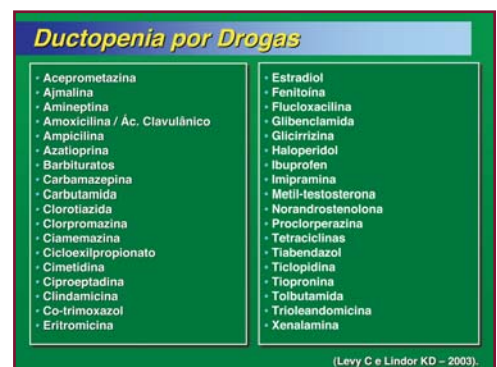 Ductopenia por Drogas
• Aceprometazina
• Ajmalina
• Amineptina
• Amoxicilina / Ác. Clavulânico
• Ampicilina
• Azatioprina
• Barbituratos
• Carbamazepina
• Carbutamida
• Clorotiazida
• Clorpromazina
• Ciamemazina
• Cicloexilpropionato
• Cimetidina
• Ciproeptadina
• Clindamicina
• Co-trimoxazol
• Eritromicina
• Estradiol
• Fenitoína
• Flucloxacilina
• Glibenclamida
• Glicirrizina
• Haloperidol
• Ibuprofen
• Imipramina
• Metil-testosterona
• Norandrostenolona
• Proclorperazina
• Tetraciclinas
• Tiabendazol
• Ticlopidina
• Tiopronina
• Tolbutamida
• Trioleandomicina
• Xenalamina
(Levy C e Lindor KD – 2003).